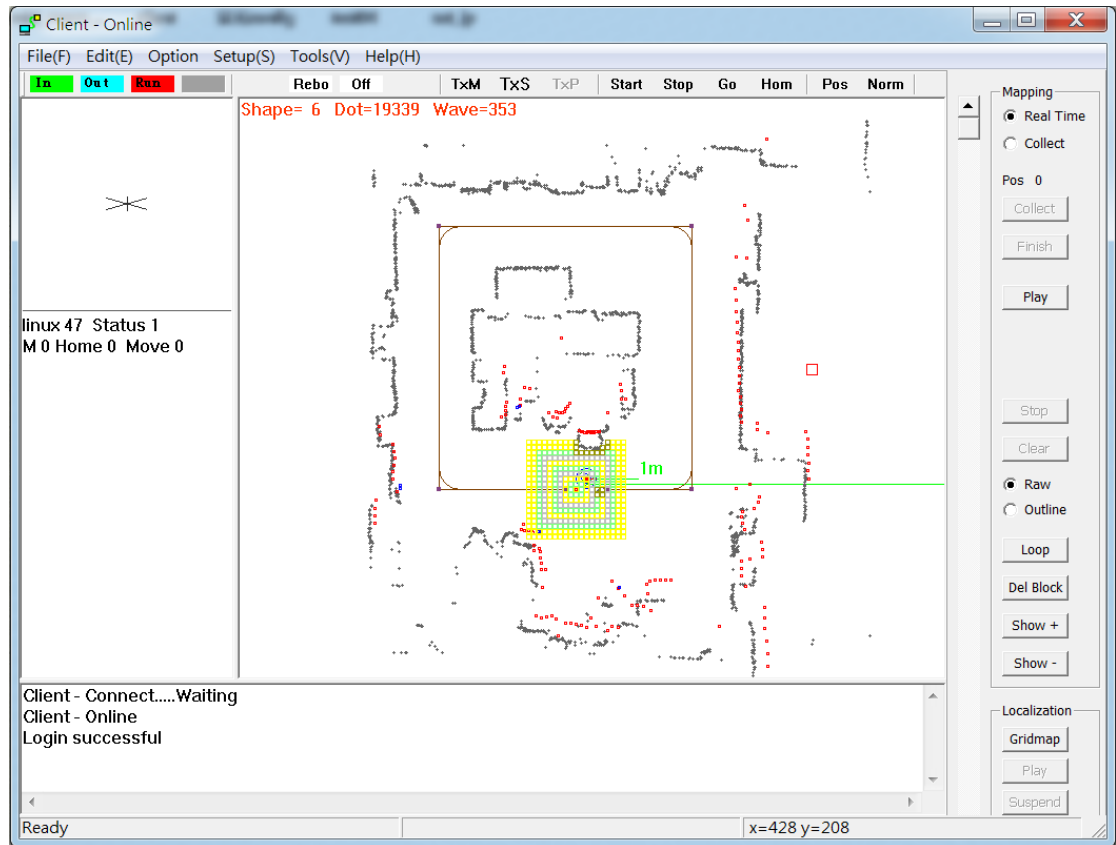 Client - Online
File(F) Edit(E) Option Setup(S) Tools(V) Help(H)
In Out Run Rebo Off TxM TxS TxP Start Stop Go Hom Pos Norm
Shape= 6 Dot=19339 Wave=353
1m
linux 47 Status 1
M 0 Home 0 Move 0
Mapping
Real Time
Collect
Pos 0
Collect
Finish
Play
Stop
Clear
Raw
Outline
Loop
Del Block
Show +
Show -
Localization
Gridmap
Play
Suspend
Client - Connect.....Waiting
Client - Online
Login successful
Ready x=428 y=208